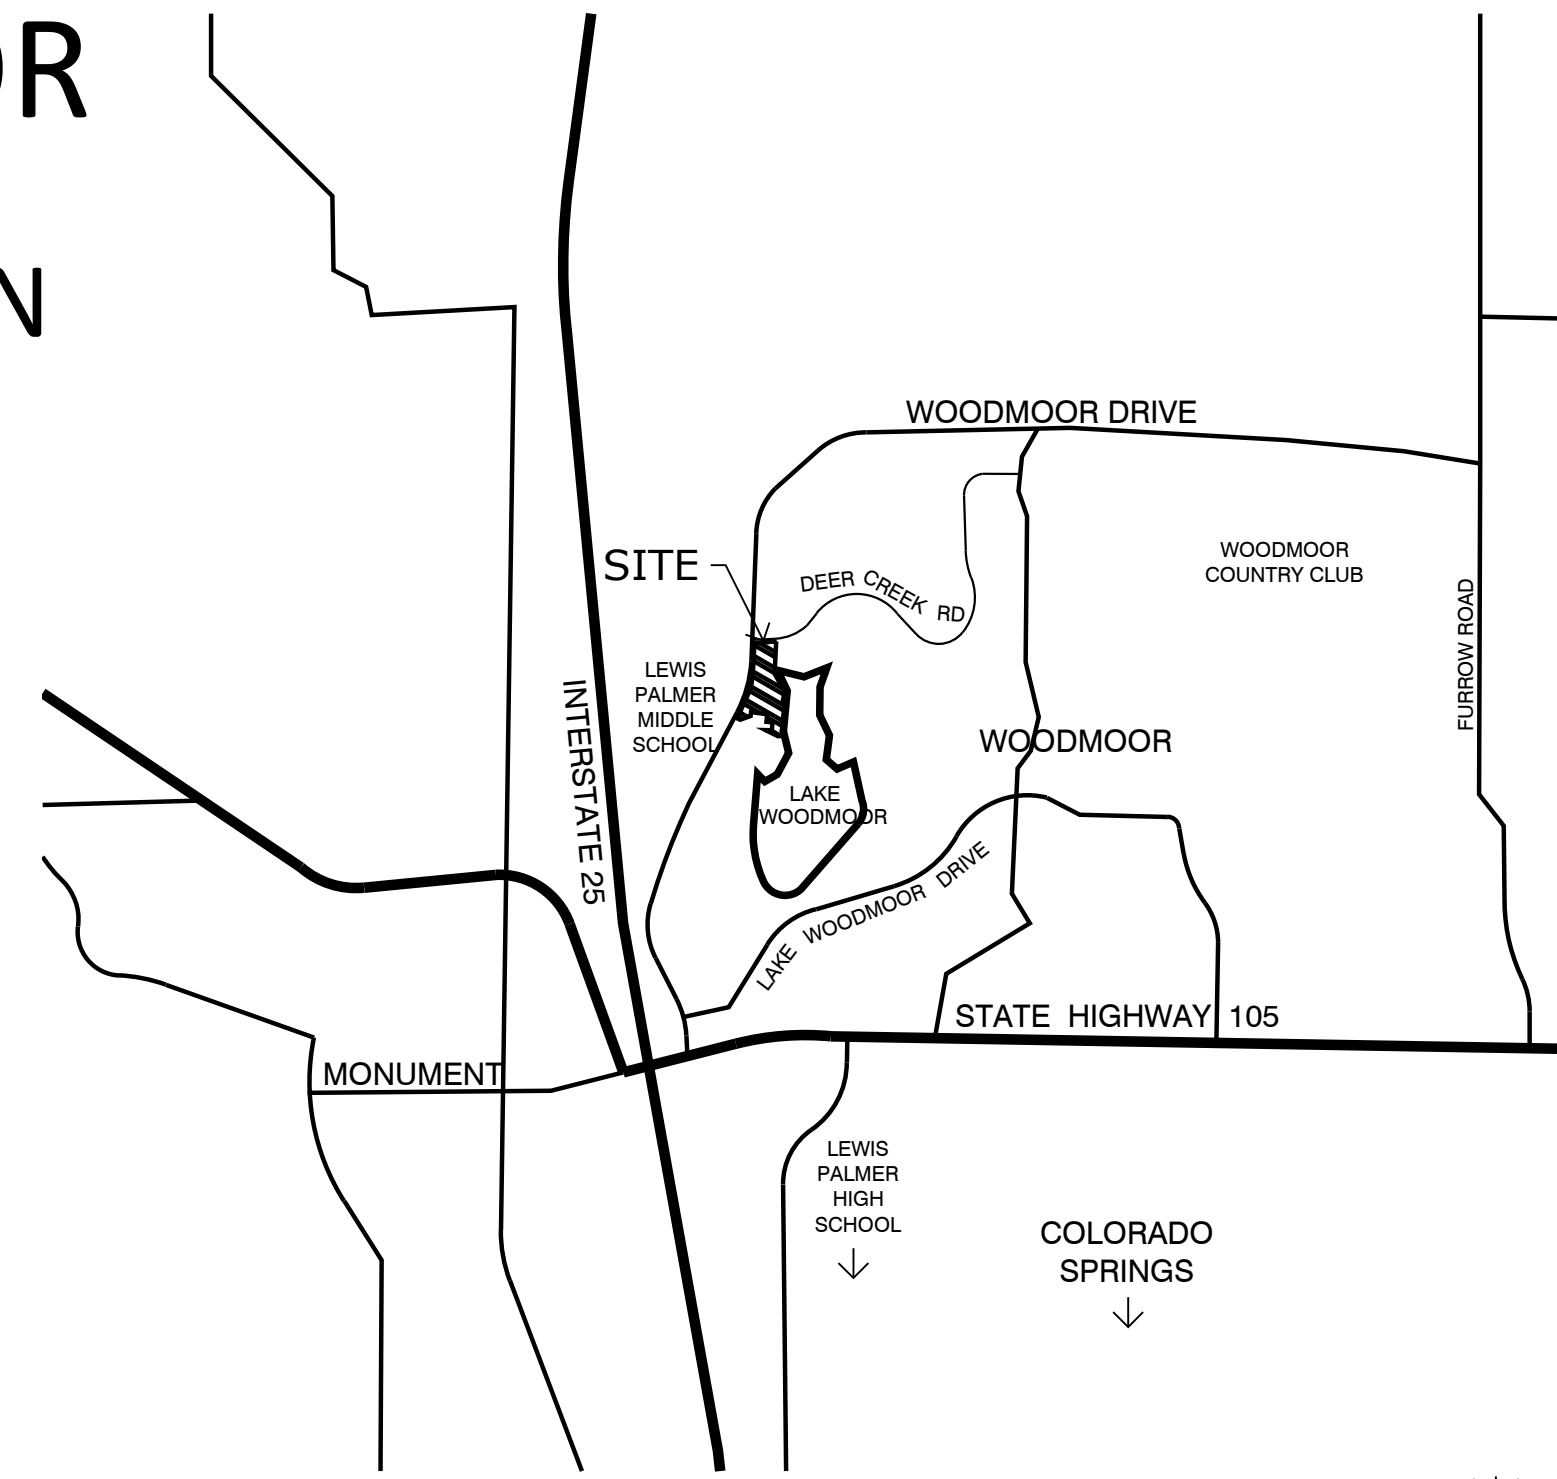 OR
N
WOODMOOR DRIVE
SITE
DEER CREEK RD
WOODMOOR
COUNTRY CLUB
FURROW ROAD
LEWIS
PALMER
MIDDLE
SCHOOL
INTERSTATE 25
WOODMOOR
LAKE
WOODMOOR
LAKE WOODMOOR DRIVE
STATE HIGHWAY 105
MONUMENT
LEWIS
PALMER
HIGH
SCHOOL
COLORADO
SPRINGS